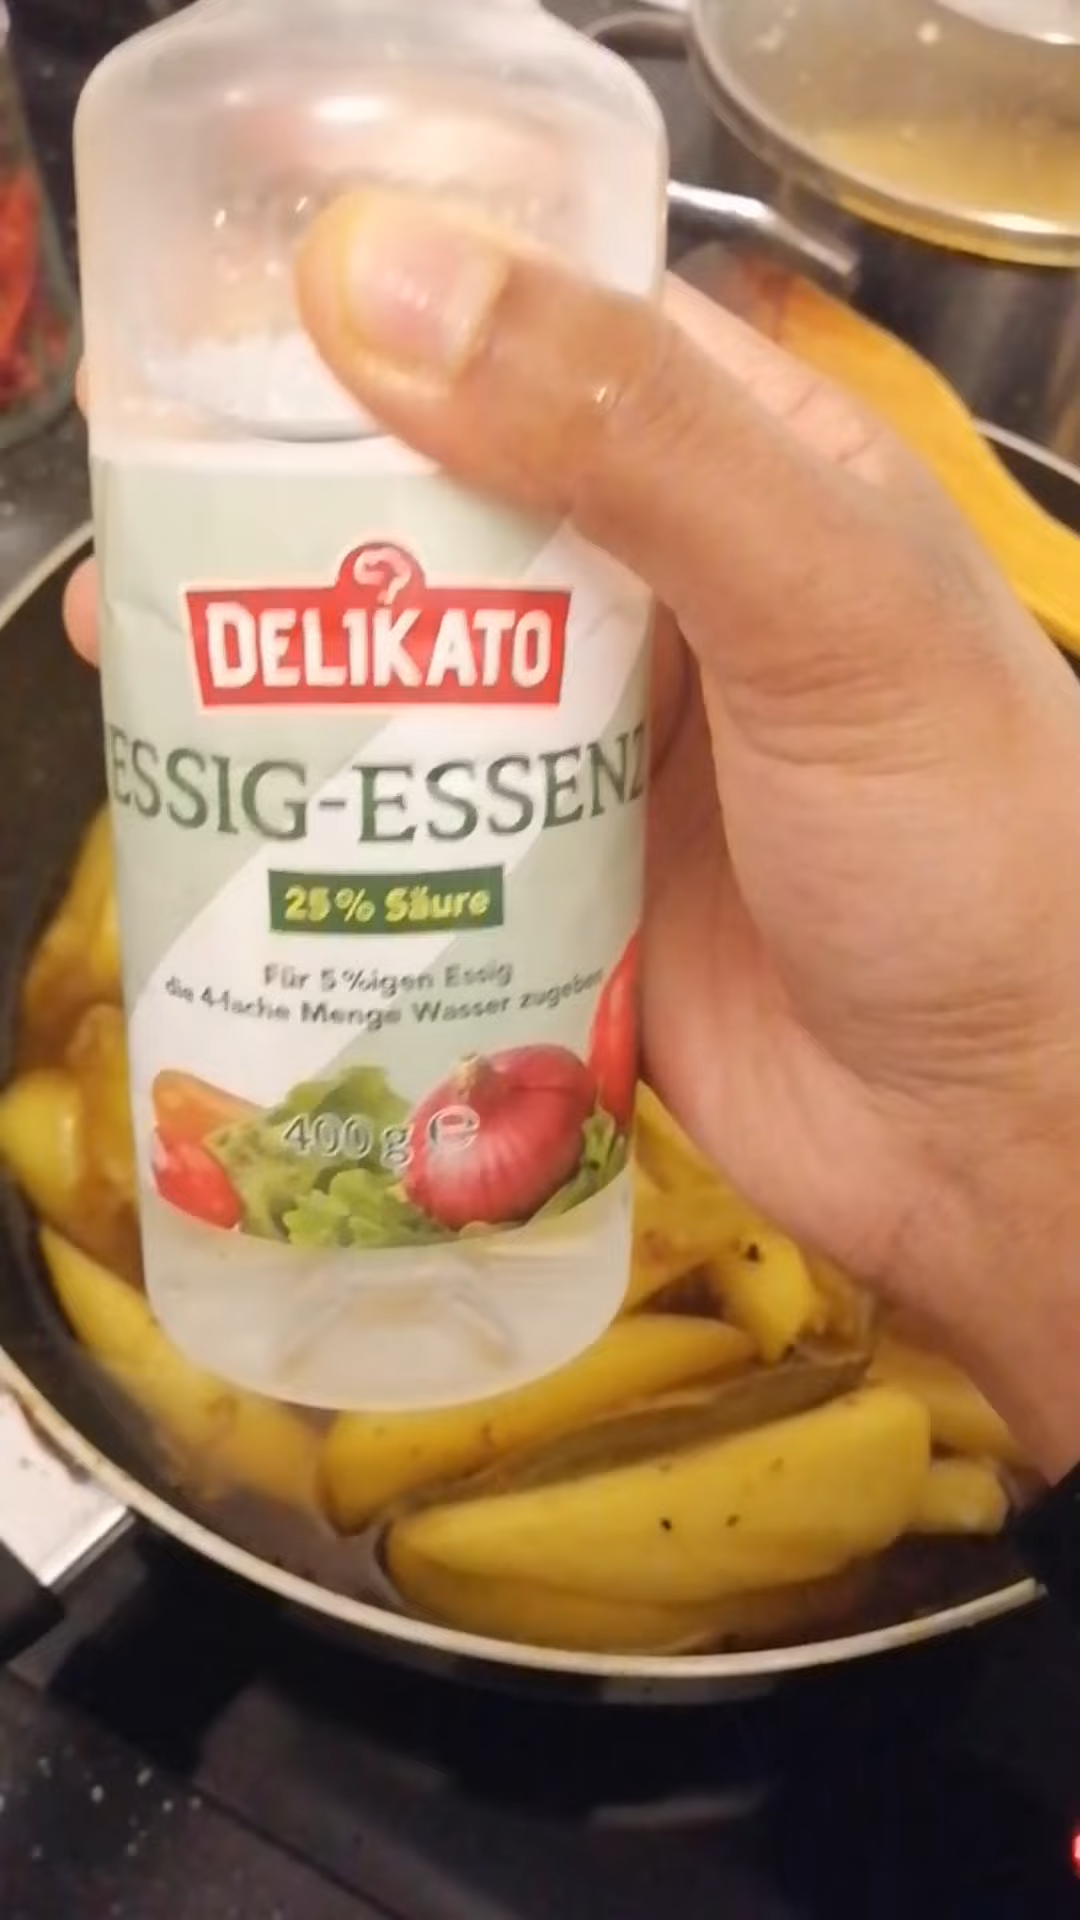 DELIKATO
ESSIG-ESSENZ
25% Säure
Für 5%igen Essig
die 4-fache Menge Wasser zugeben
400 g e